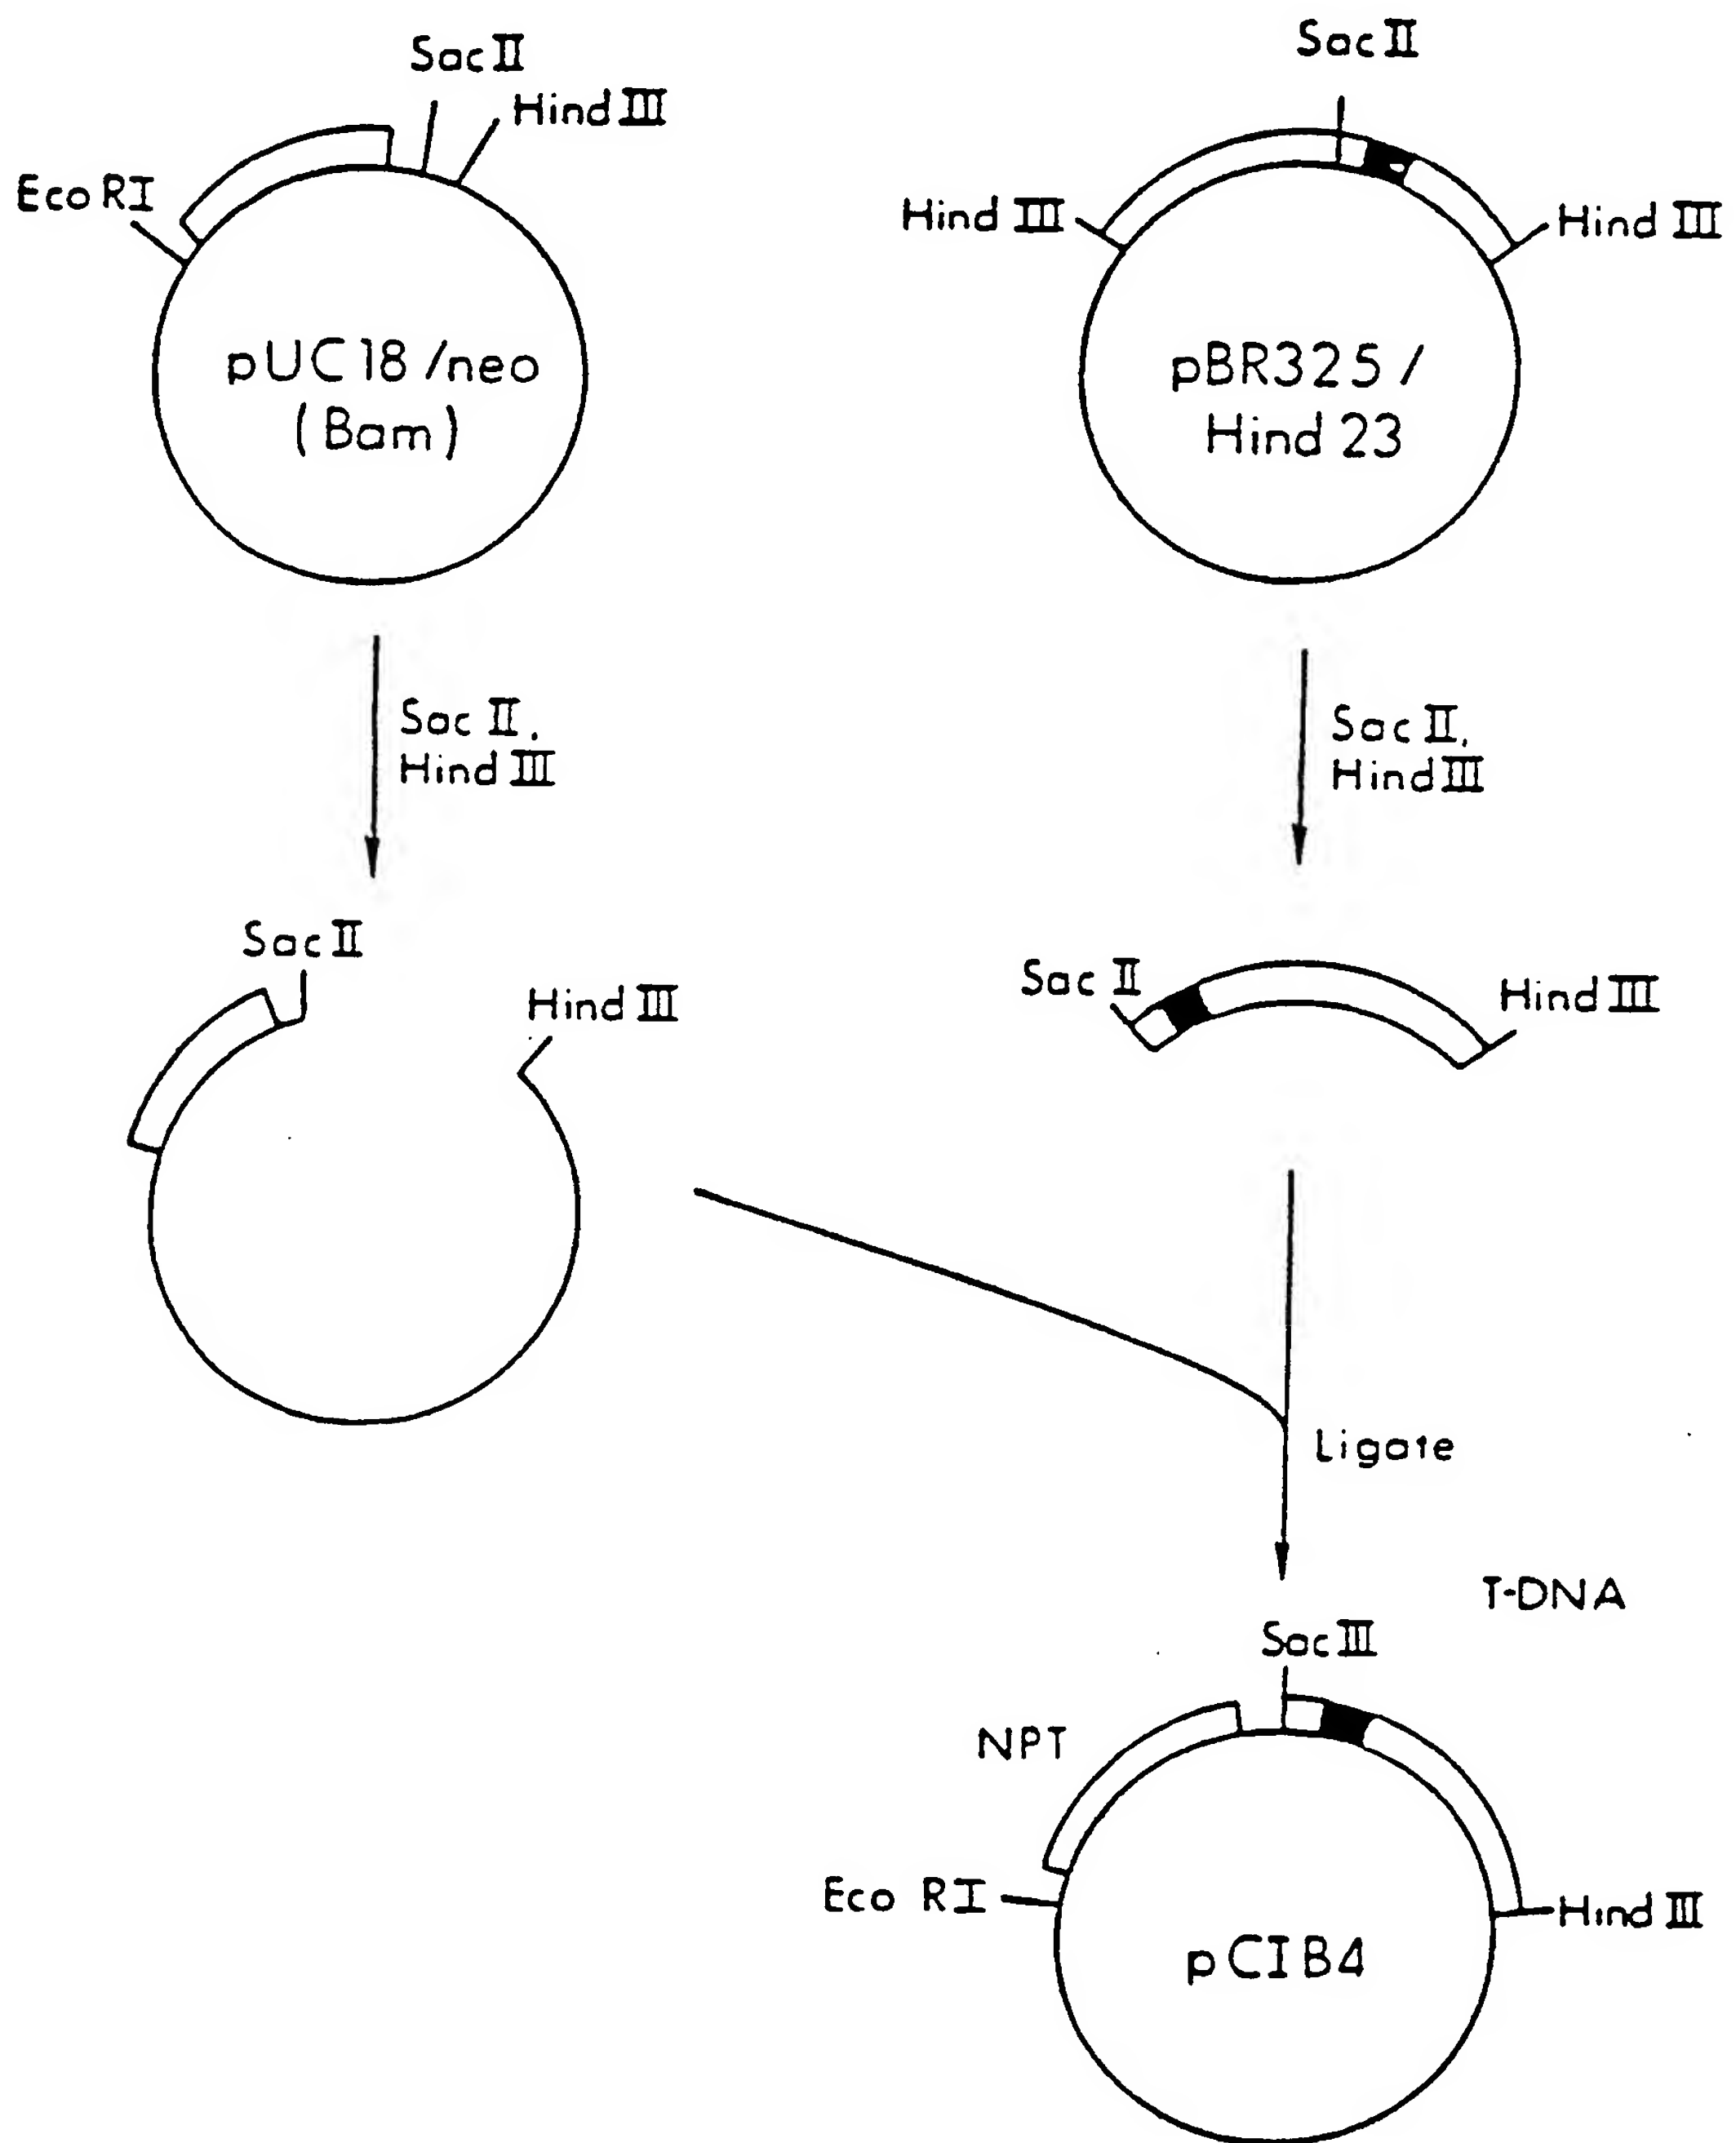 Sac II
Hind III
Eco RI
pUC18/neo
(Bam)
Sac II
Hind III
Hind III
pBR325/
Hind 23
Sac II,
Hind III
Sac II,
Hind III
Sac II
Hind III
Sac II
Hind III
Ligate
T-DNA
Sac III
NPT
Eco RI
Hind III
pCIB4